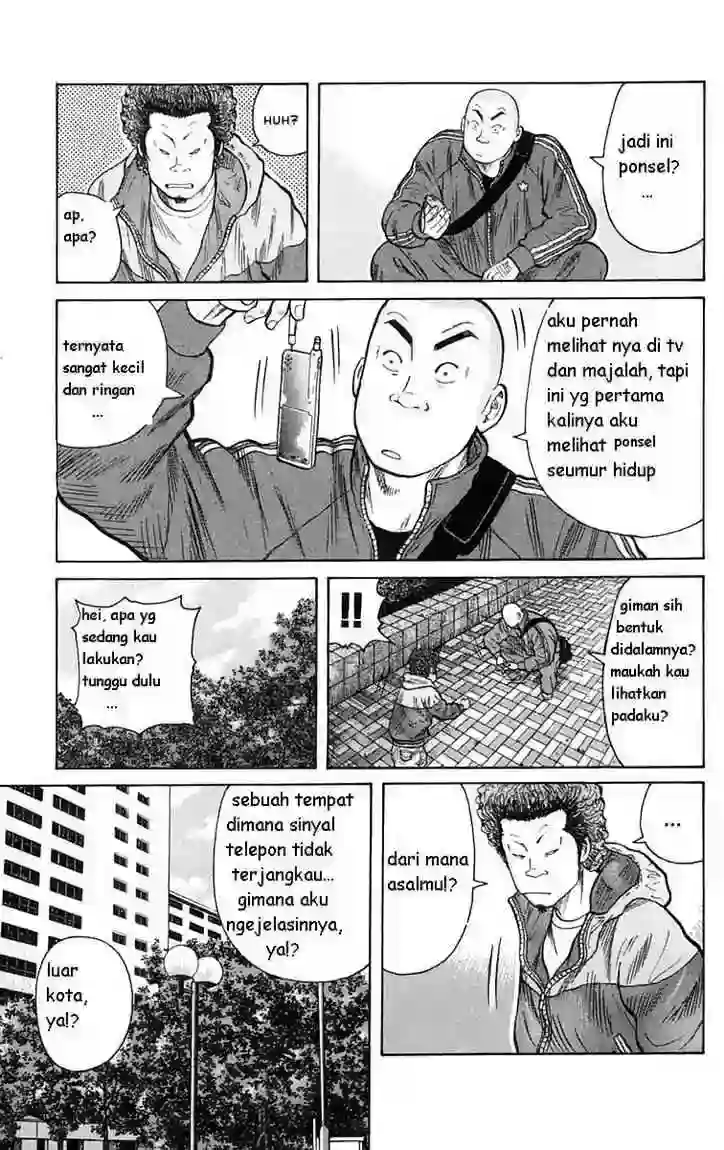 jadi ini
ponsel?
...
HUH?
ap,
apa?
aku pernah
melihat nya di tv
dan majalah, tapi
ini yg pertama
kalinya aku
melihat ponsel
seumur hidup
ternyata
sangat kecil
dan ringan
...
giman sih
bentuk
didalamnya?
maukah kau
lihatkan
padaku?
!!
hei, apa yg
sedang kau
lakukan?
tunggu dulu
...
...
dari mana
asalmu!?
sebuah tempat
dimana sinyal
telepon tidak
terjangkau...
gimana aku
ngejelasinnya,
ya!?
luar
kota,
ya!?